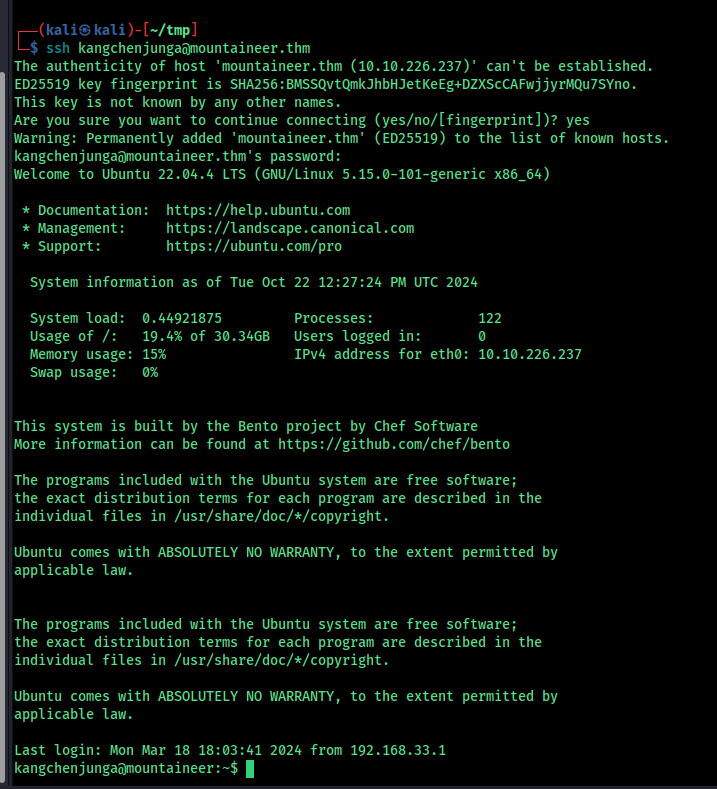 ┌──(kali㉿kali)-[~/tmp]
└─$ ssh kangchenjunga@mountaineer.thm
The authenticity of host 'mountaineer.thm (10.10.226.237)' can't be established.
ED25519 key fingerprint is SHA256:BMSSQvtQmkJhbHJetKeEg+DZXScCAFwjjyrMQu7SYno.
This key is not known by any other names.
Are you sure you want to continue connecting (yes/no/[fingerprint])? yes
Warning: Permanently added 'mountaineer.thm' (ED25519) to the list of known hosts.
kangchenjunga@mountaineer.thm's password:
Welcome to Ubuntu 22.04.4 LTS (GNU/Linux 5.15.0-101-generic x86_64)

 * Documentation:  https://help.ubuntu.com
 * Management:     https://landscape.canonical.com
 * Support:        https://ubuntu.com/pro

  System information as of Tue Oct 22 12:27:24 PM UTC 2024

  System load:  0.44921875         Processes:             122
  Usage of /:   19.4% of 30.34GB   Users logged in:       0
  Memory usage: 15%                IPv4 address for eth0: 10.10.226.237
  Swap usage:   0%

This system is built by the Bento project by Chef Software
More information can be found at https://github.com/chef/bento

The programs included with the Ubuntu system are free software;
the exact distribution terms for each program are described in the
individual files in /usr/share/doc/*/copyright.

Ubuntu comes with ABSOLUTELY NO WARRANTY, to the extent permitted by
applicable law.

The programs included with the Ubuntu system are free software;
the exact distribution terms for each program are described in the
individual files in /usr/share/doc/*/copyright.

Ubuntu comes with ABSOLUTELY NO WARRANTY, to the extent permitted by
applicable law.

Last login: Mon Mar 18 18:03:41 2024 from 192.168.33.1
kangchenjunga@mountaineer:~$